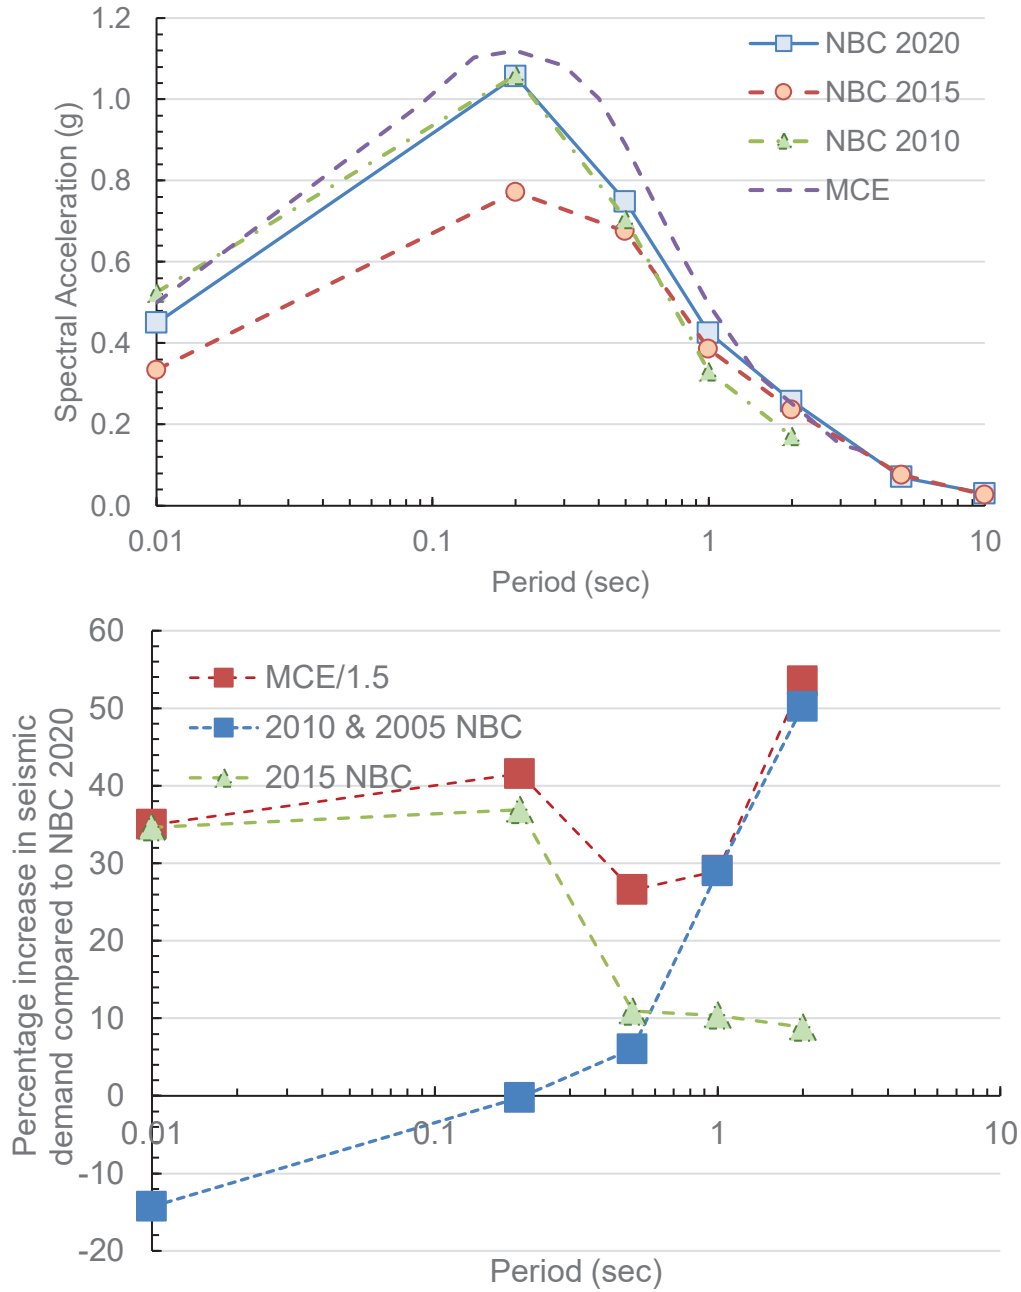 1.2
1.0
0.8
0.6
0.4
0.2
0.0
Spectral Acceleration (g)
NBC 2020
NBC 2015
NBC 2010
MCE
0.01
0.1
1
10
Period (sec)
60
50
40
30
20
10
0
-10
-20
Percentage increase in seismic
demand compared to NBC 2020
MCE/1.5
2010 & 2005 NBC
2015 NBC
0.01
0.1
1
10
Period (sec)